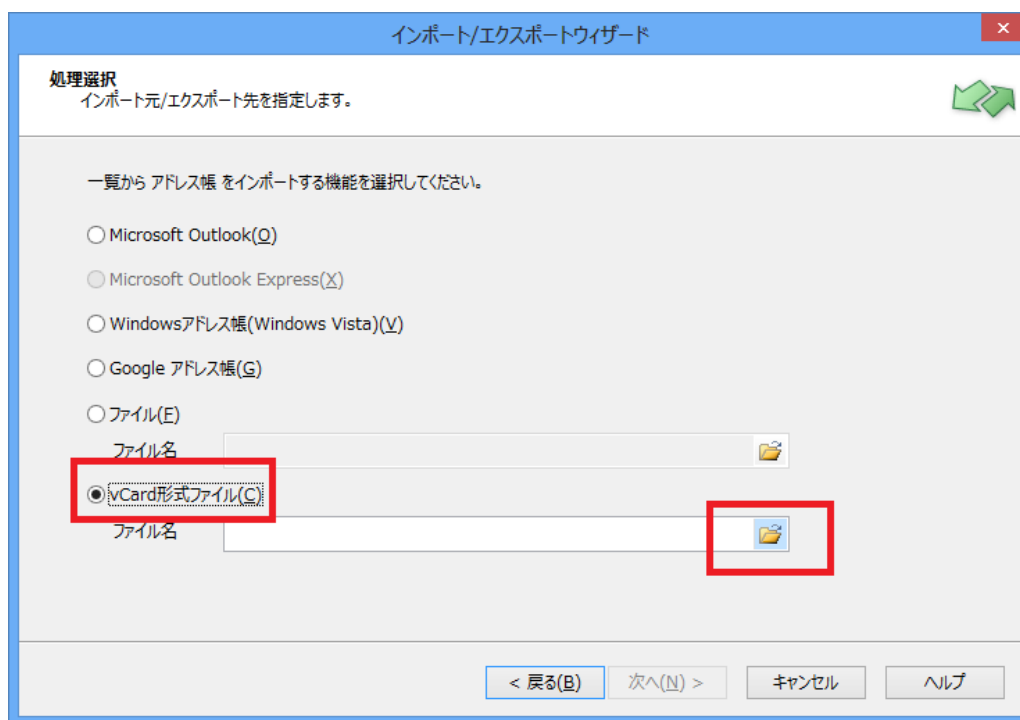 インポート/エクスポートウィザード
処理選択
インポート元/エクスポート先を指定します。
一覧から アドレス帳 をインポートする機能を選択してください。
Microsoft Outlook(O)
Microsoft Outlook Express(X)
Windowsアドレス帳(Windows Vista)(V)
Google アドレス帳(G)
ファイル(F)
ファイル名
vCard形式ファイル(C)
ファイル名
< 戻る(B) 次へ(N) > キャンセル ヘルプ